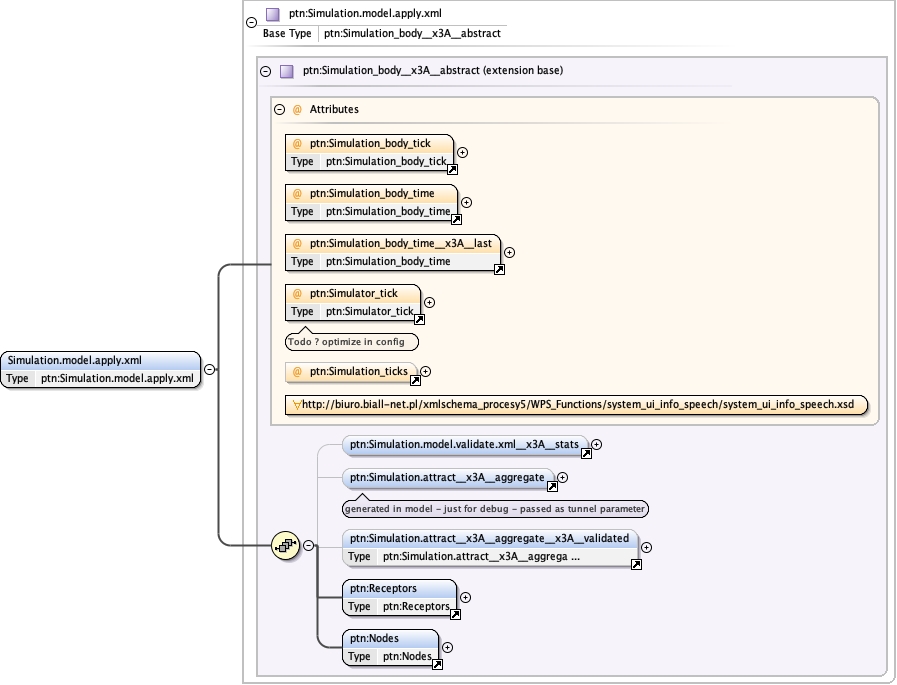 ptn:Simulation.model.apply.xml
Base Type ptn:Simulation_body__x3A__abstract
ptn:Simulation_body__x3A__abstract (extension base)
@ Attributes
@ ptn:Simulation_body_tick
Type ptn:Simulation_body_tick
@ ptn:Simulation_body_time
Type ptn:Simulation_body_time
@ ptn:Simulation_body_time__x3A__last
Type ptn:Simulation_body_time
@ ptn:Simulator_tick
Type ptn:Simulator_tick
Todo ? optimize in config
@ ptn:Simulation_ticks
http://biuro.biall-net.pl/xmlschema_procesy5/WPS_Functions/system_ui_info_speech/system_ui_info_speech.xsd
Simulation.model.apply.xml
Type ptn:Simulation.model.apply.xml
ptn:Simulation.model.validate.xml__x3A__stats
ptn:Simulation.attract__x3A__aggregate
generated in model - just for debug - passed as tunnel parameter
ptn:Simulation.attract__x3A__aggregate__x3A__validated
Type ptn:Simulation.attract__x3A__aggrega ...
ptn:Receptors
Type ptn:Receptors
ptn:Nodes
Type ptn:Nodes